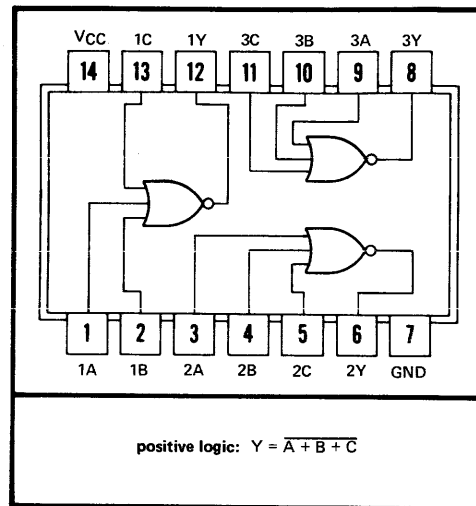 VCC 1C 1Y 3C 3B 3A 3Y
14 13 12 11 10 9 8
1 2 3 4 5 6 7
1A 1B 2A 2B 2C 2Y GND
positive logic: Y = A + B + C